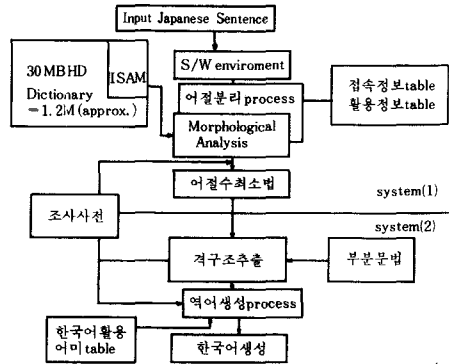 Input Japanese Sentence
S/W enviroment
30MBHD
Dictionary
=1.2M(approx.)
ISAM
어절분리process
Morphological
Analysis
접속정보table
활용정보table
어절수최소법
system(1)
조사사전
system(2)
격구조추출
부분문법
역어생성process
한국어활용
어미table
한국어생성